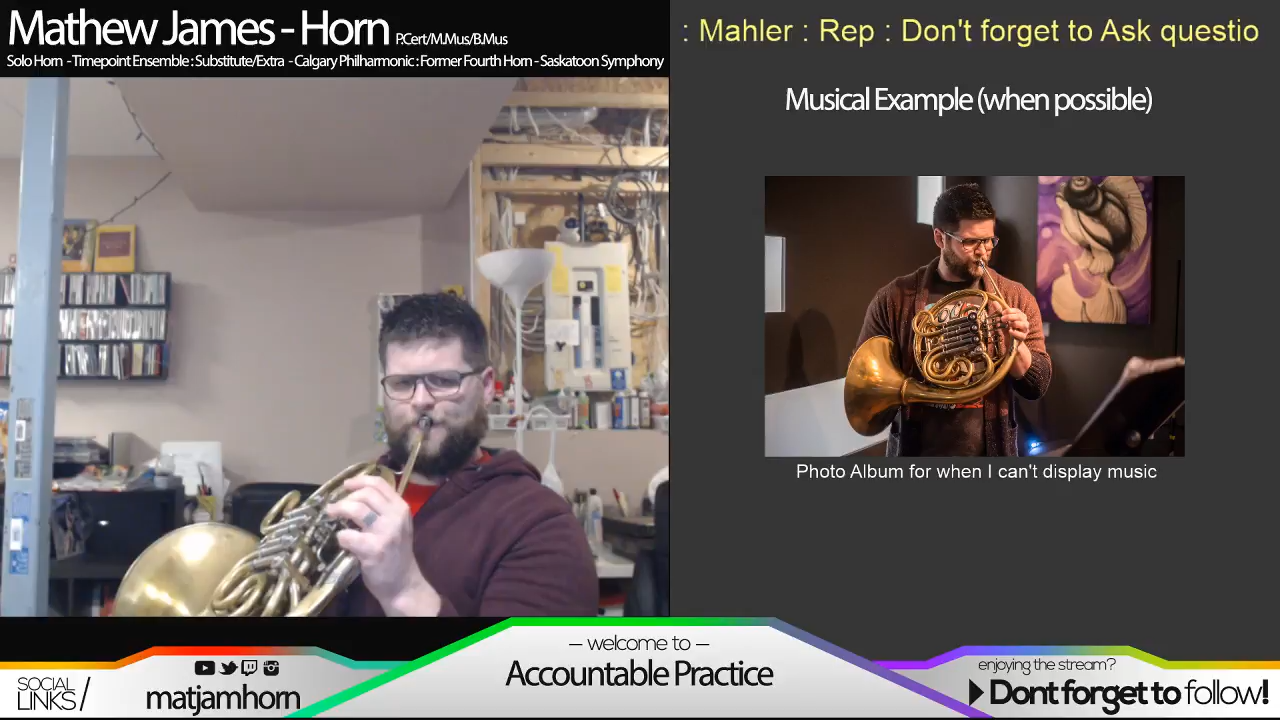 Mathew James - Horn P.Cert/M.Mus/B.Mus
Solo Horn - Timepoint Ensemble : Substitute/Extra - Calgary Philharmonic : Former Fourth Horn - Saskatoon Symphony
: Mahler : Rep : Don't forget to Ask questio
Musical Example (when possible)
Photo Album for when I can't display music
SOCIAL
LINKS
matjamhorn
– welcome to –
Accountable Practice
enjoying the stream?
Dont forget to follow!